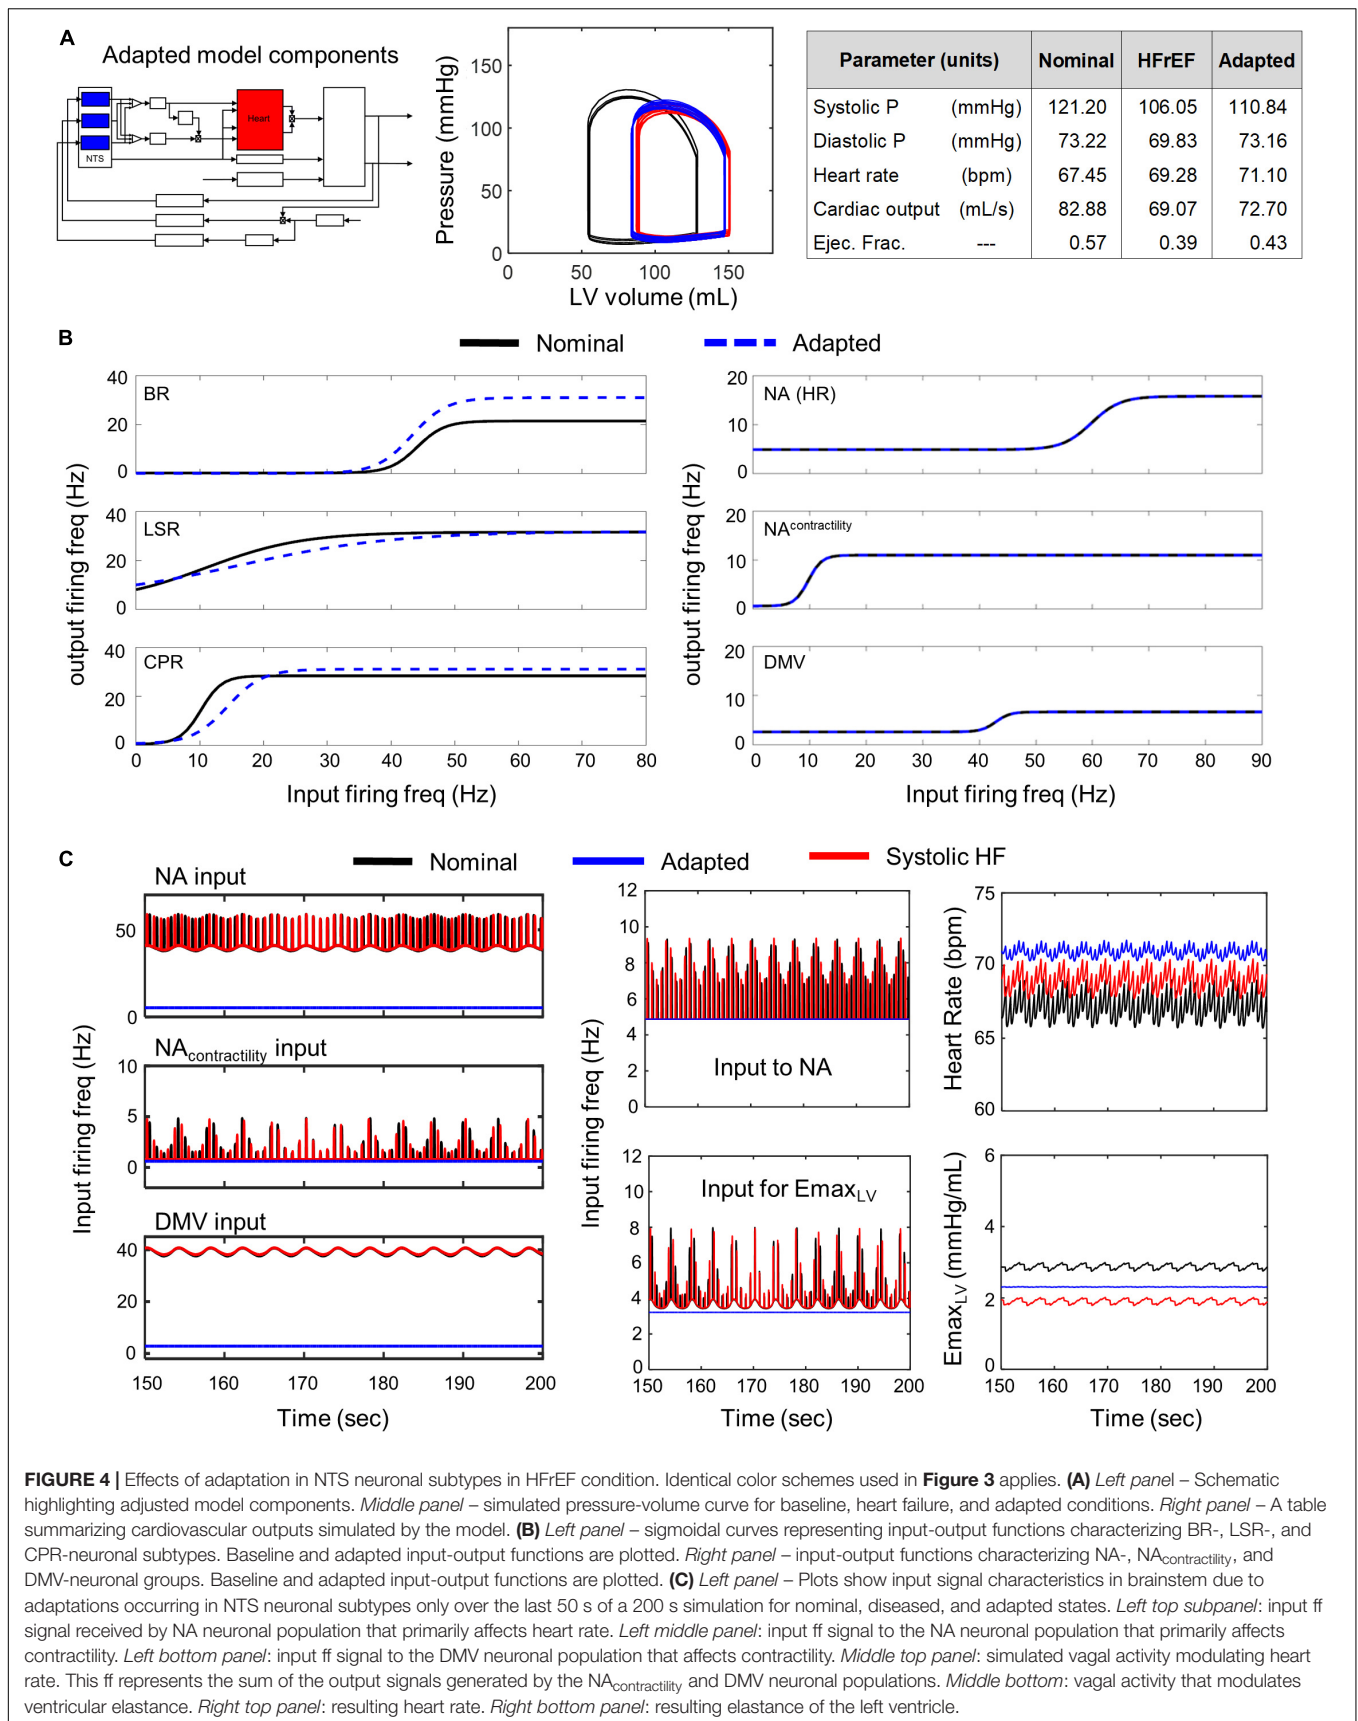 A
Adapted model components
NTS
Heart
Pressure (mmHg)
150
100
50
0
0 50 100 150
LV volume (mL)
Parameter (units) Nominal HFrEF Adapted
Systolic P (mmHg) 121.20 106.05 110.84
Diastolic P (mmHg) 73.22 69.83 73.16
Heart rate (bpm) 67.45 69.28 71.10
Cardiac output (mL/s) 82.88 69.07 72.70
Ejec. Frac. --- 0.57 0.39 0.43
B
Nominal Adapted
output firing freq (Hz)
40
20
0
BR
40
20
0
LSR
40
20
0
CPR
0 10 20 30 40 50 60 70 80
Input firing freq (Hz)
output firing freq (Hz)
20
10
0
NA (HR)
20
10
0
NAcontractility
20
10
0
DMV
0 10 20 30 40 50 60 70 80 90
Input firing freq (Hz)
C
Nominal Adapted Systolic HF
Input firing freq (Hz)
NA input
50
0
NAcontractility input
10
5
0
DMV input
40
20
0
150 160 170 180 190 200
Time (sec)
Input firing freq (Hz)
12
10
8
6
4
2
0
Input to NA
12
10
8
6
4
2
0
Input for EmaxLV
150 160 170 180 190 200
Time (sec)
Heart Rate (bpm)
75
70
65
60
EmaxLV (mmHg/mL)
6
4
2
0
150 160 170 180 190 200
Time (sec)
FIGURE 4 | Effects of adaptation in NTS neuronal subtypes in HFrEF condition. Identical color schemes used in Figure 3 applies. (A) Left panel – Schematic
highlighting adjusted model components. Middle panel – simulated pressure-volume curve for baseline, heart failure, and adapted conditions. Right panel – A table
summarizing cardiovascular outputs simulated by the model. (B) Left panel – sigmoidal curves representing input-output functions characterizing BR-, LSR-, and
CPR-neuronal subtypes. Baseline and adapted input-output functions are plotted. Right panel – input-output functions characterizing NA-, NAcontractility, and
DMV-neuronal groups. Baseline and adapted input-output functions are plotted. (C) Left panel – Plots show input signal characteristics in brainstem due to
adaptations occurring in NTS neuronal subtypes only over the last 50 s of a 200 s simulation for nominal, diseased, and adapted states. Left top subpanel: input ff
signal received by NA neuronal population that primarily affects heart rate. Left middle panel: input ff signal to the NA neuronal population that primarily affects
contractility. Left bottom panel: input ff signal to the DMV neuronal population that affects contractility. Middle top panel: simulated vagal activity modulating heart
rate. This ff represents the sum of the output signals generated by the NAcontractility and DMV neuronal populations. Middle bottom: vagal activity that modulates
ventricular elastance. Right top panel: resulting heart rate. Right bottom panel: resulting elastance of the left ventricle.